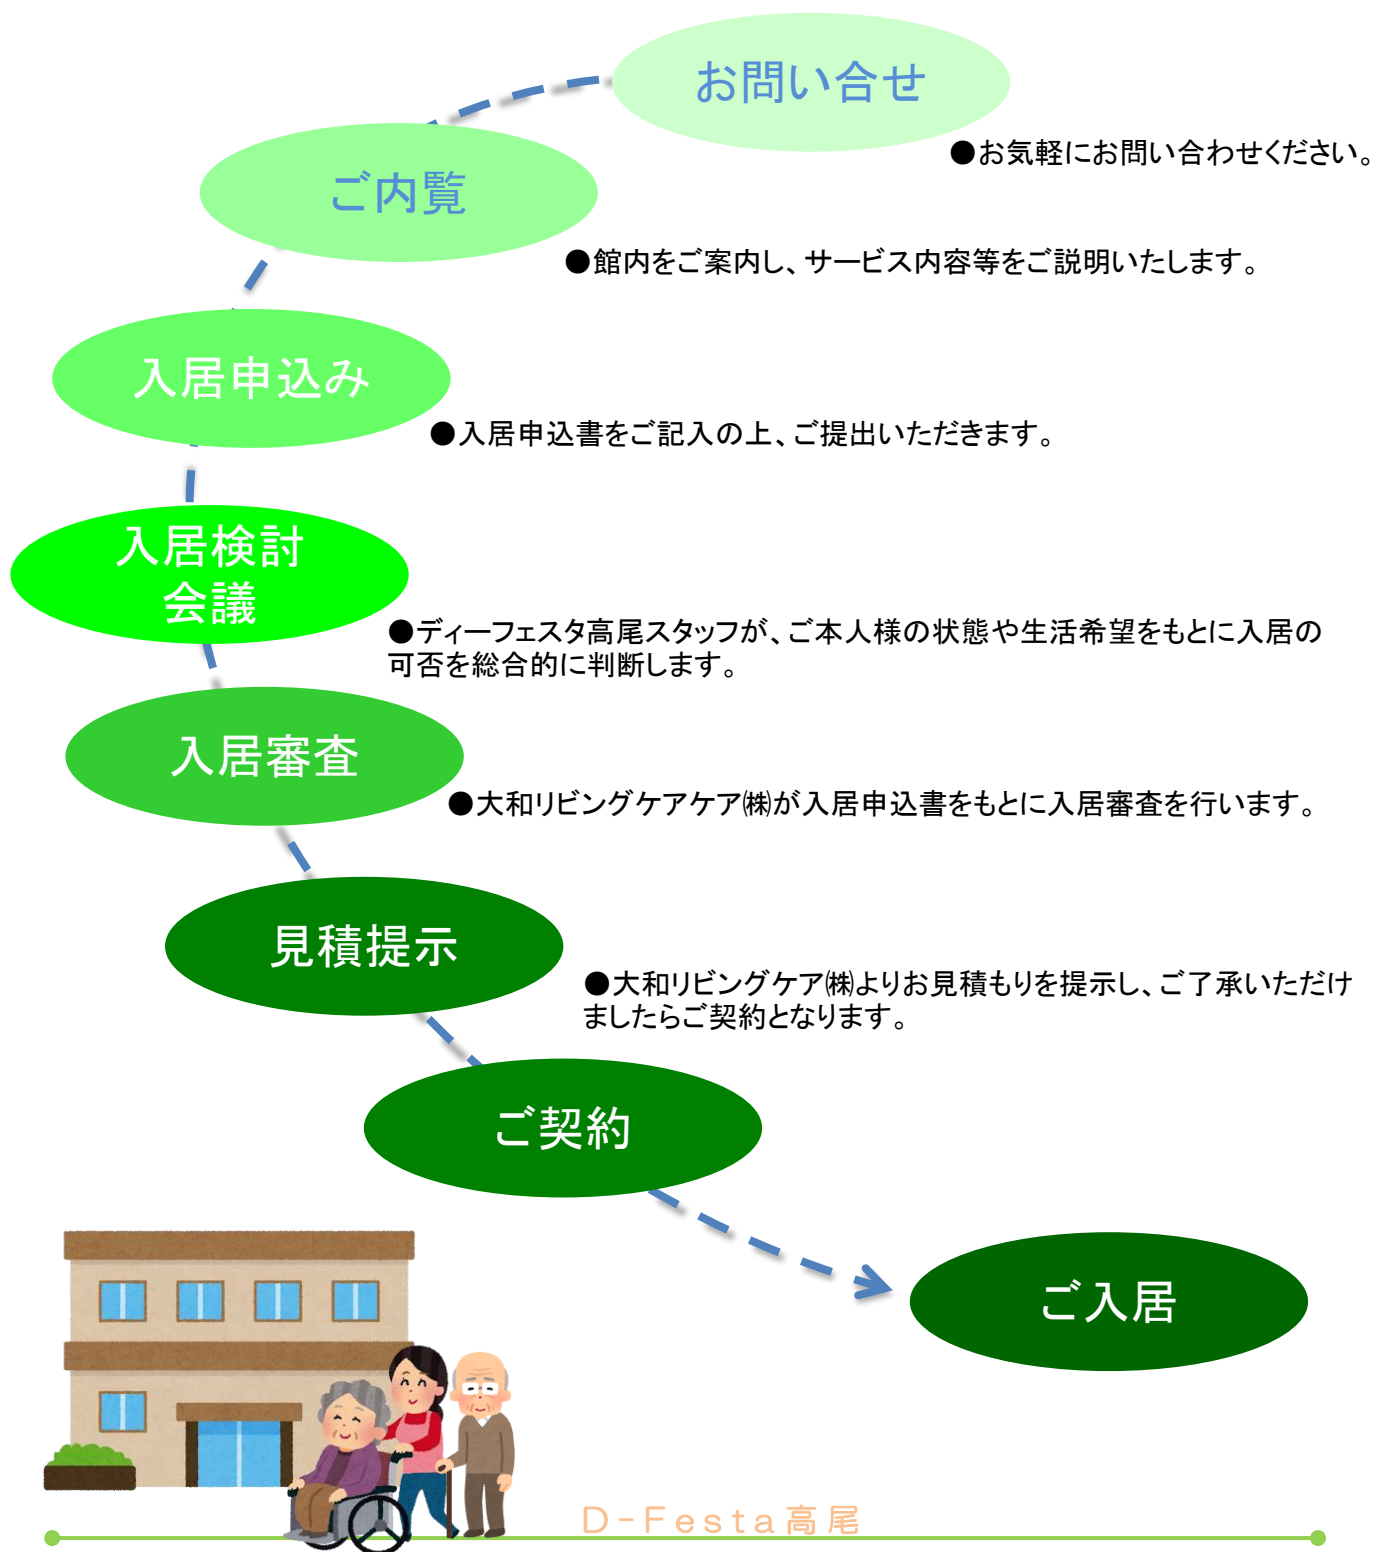 お問い合せ
●お気軽にお問い合わせください。
ご内覧
●館内をご案内し、サービス内容等をご説明いたします。
入居申込み
●入居申込書をご記入の上、ご提出いただきます。
入居検討
会議
●ディーフェスタ高尾スタッフが、ご本人様の状態や生活希望をもとに入居の
可否を総合的に判断します。
入居審査
●大和リビングケアケア㈱が入居申込書をもとに入居審査を行います。
見積提示
●大和リビングケア㈱よりお見積もりを提示し、ご了承いただけ
ましたらご契約となります。
ご契約
ご入居
D-Festa高尾